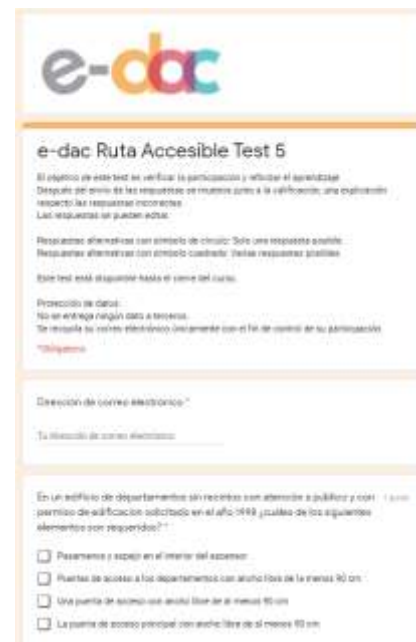 e-dac
e-dac Ruta Accesible Test 5
El objetivo de este test es verificar la participación y reforzar el aprendizaje
Después del envío de las respuestas se muestra junto a la calificación, una explicación
respecto las respuestas incorrectas.
Las respuestas se pueden editar.
Respuestas alternativas con símbolo de círculo: Solo una respuesta posible.
Respuestas alternativas con símbolo cuadrado: Varias respuestas posibles
Este test está disponible hasta el cierre del curso.
Protección de datos:
No se entrega ningún dato a terceros.
Se recopila su correo electrónico únicamente con el fin de control de su participación.
*Obligatorio
Dirección de correo electrónico *
Tu dirección de correo electrónico
En un edificio de departamentos sin recintos con atención a público y con
permiso de edificación solicitado en el año 1998 ¿cuáles de los siguientes
elementos son requeridos? *
Pasamanos y espejo en el interior del ascensor
Puertas de acceso a los departamentos con ancho libre de la menos 90 cm
Una puerta de acceso con ancho libre de al menos 90 cm
La puerta de acceso principal con ancho libre de al menos 90 cm